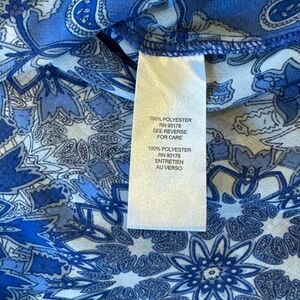 100% POLYESTER
RN 93178
SEE REVERSE
FOR CARE
100% POLYESTER
RN 93178
ENTRETIEN
AU VERSO